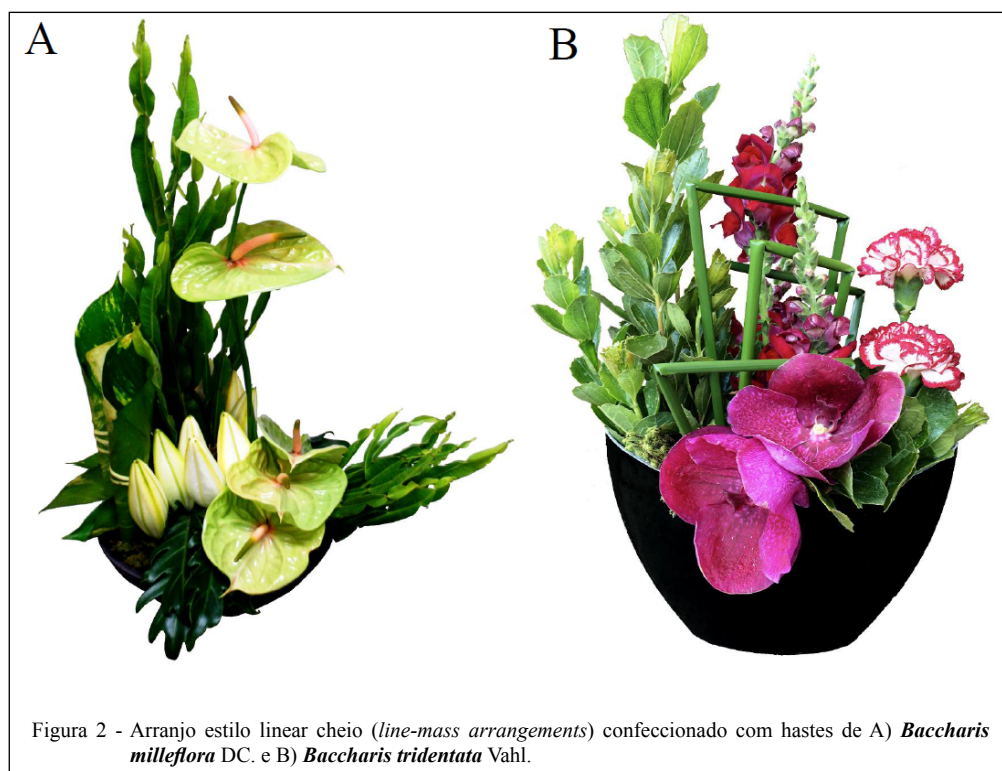 A
B
Figura 2 - Arranjo estilo linear cheio (line-mass arrangements) confeccionado com hastes de A) Baccharis
milleflora DC. e B) Baccharis tridentata Vahl.